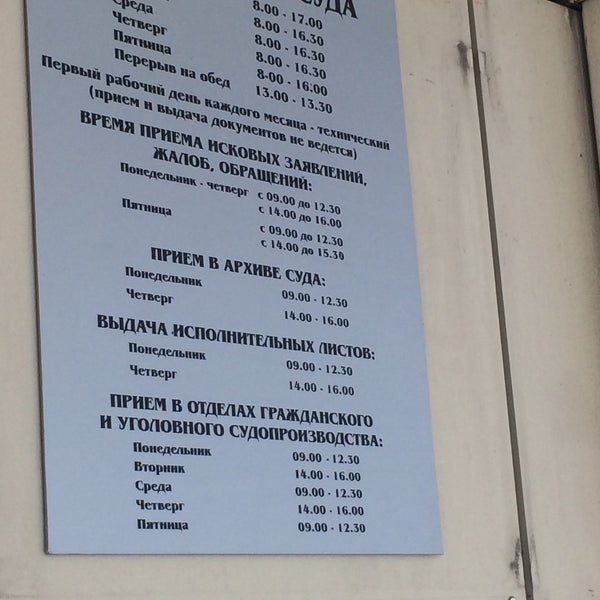 СУДА
8.00 - 17.00
Среда 8.00 - 16.30
Четверг 8.00 - 16.30
Пятница 8.00 - 16.30
8-00 - 16:00
Перерыв на обед 13.00 - 13.30
Первый рабочий день каждого месяца - технический
(прием и выдача документов не ведется)
ВРЕМЯ ПРИЕМА ИСКОВЫХ ЗАЯВЛЕНИЙ,
ЖАЛОБ, ОБРАЩЕНИЙ:
Понедельник - четверг с 09.00 до 12.30
с 14.00 до 16.00
Пятница с 09.00 до 12.30
с 14.00 до 15.30
ПРИЕМ В АРХИВЕ СУДА:
Понедельник 09.00 - 12.30
Четверг 14.00 - 16.00
ВЫДАЧА ИСПОЛНИТЕЛЬНЫХ ЛИСТОВ:
Понедельник 09.00 - 12.30
Четверг 14.00 - 16.00
ПРИЕМ В ОТДЕЛАХ ГРАЖДАНСКОГО
И УГОЛОВНОГО СУДОПРОИЗВОДСТВА:
Понедельник 09.00 - 12.30
Вторник 14.00 - 16.00
Среда 09.00 - 12.30
Четверг 14.00 - 16.00
Пятница 09.00 - 12.30